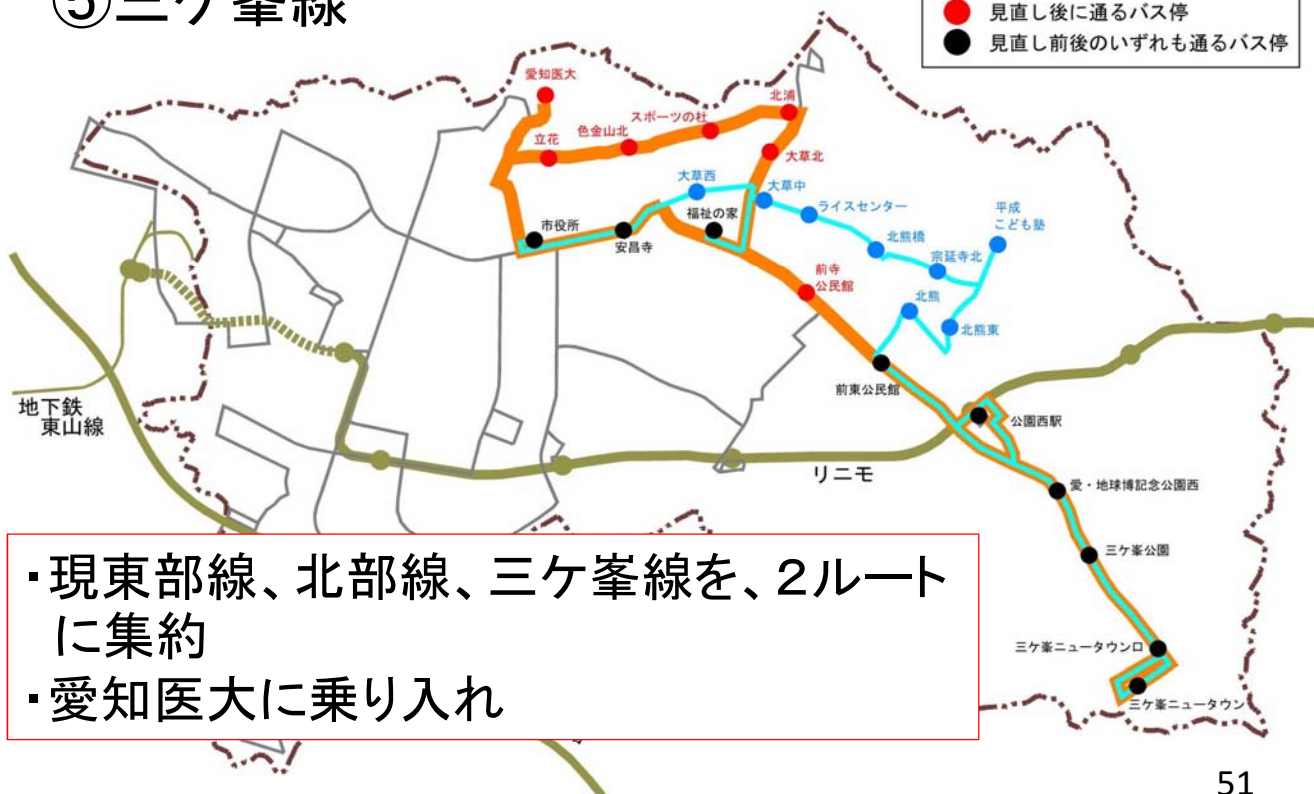 ⑤三ケ峯線
見直し後に通るバス停
見直し前後のいずれも通るバス停
愛知医大
北浦
スポーツの杜
色金山北
立花
大草北
大草西
大草中
ライスセンター
平成
こども塾
福祉の家
市役所
安昌寺
北熊橋
宗延寺北
前寺
公民館
北熊
北熊東
前東公民館
公園西駅
地下鉄
東山線
リニモ
愛・地球博記念公園西
三ケ峯公園
三ケ峯ニュータウン口
三ケ峯ニュータウン
・現東部線、北部線、三ケ峯線を、２ルート
に集約
・愛知医大に乗り入れ
51